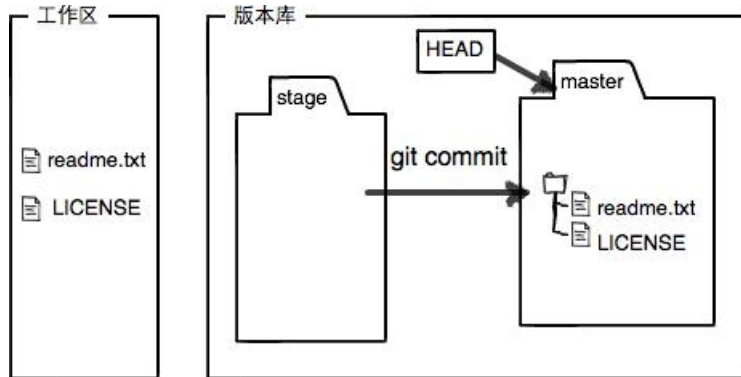 工作区
readme.txt
LICENSE
版本库
HEAD
stage
master
git commit
readme.txt
LICENSE